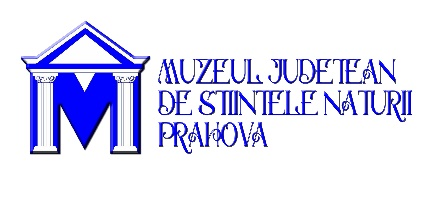 M
MUZEUL JUDETEAN
DE STIINTELE NATURII
PRAHOVA